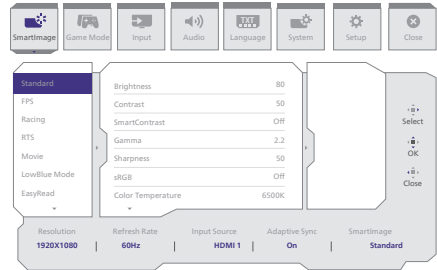 SmartImage
Game Mode
Input
Audio
TXT
Language
System
Setup
Close
Standard
FPS
Racing
RTS
Movie
LowBlue Mode
EasyRead
Brightness 80
Contrast 50
SmartContrast Off
Gamma 2.2
Sharpness 50
sRGB Off
Color Temperature 6500K
Select
OK
Close
Resolution Refresh Rate Input Source Adaptive Sync SmartImage
1920X1080 | 60Hz | HDMI 1 | On | Standard